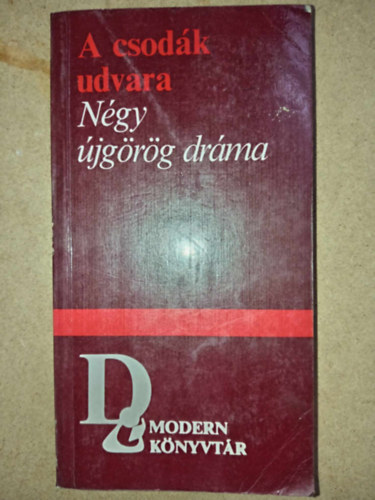 A csodák
udvara
Négy
újgörög dráma
MODERN
KÖNYVTÁR